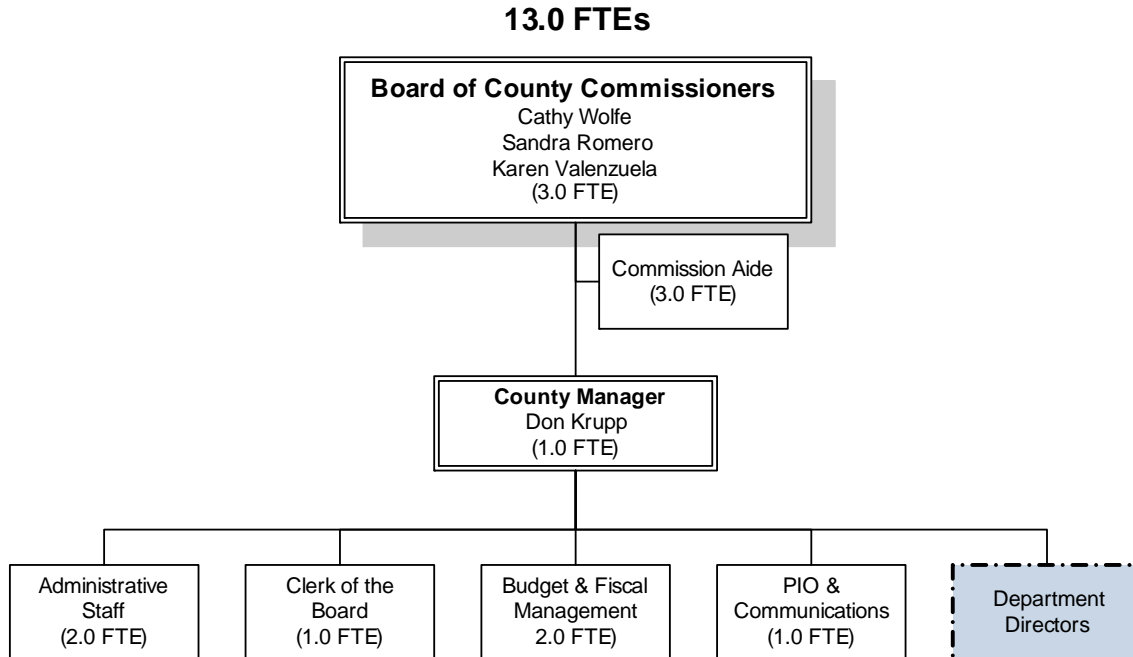 13.0 FTEs
Board of County Commissioners
Cathy Wolfe
Sandra Romero
Karen Valenzuela
(3.0 FTE)
Commission Aide
(3.0 FTE)
County Manager
Don Krupp
(1.0 FTE)
Administrative
Staff
(2.0 FTE)
Clerk of the
Board
(1.0 FTE)
Budget & Fiscal
Management
2.0 FTE)
PIO &
Communications
(1.0 FTE)
Department
Directors